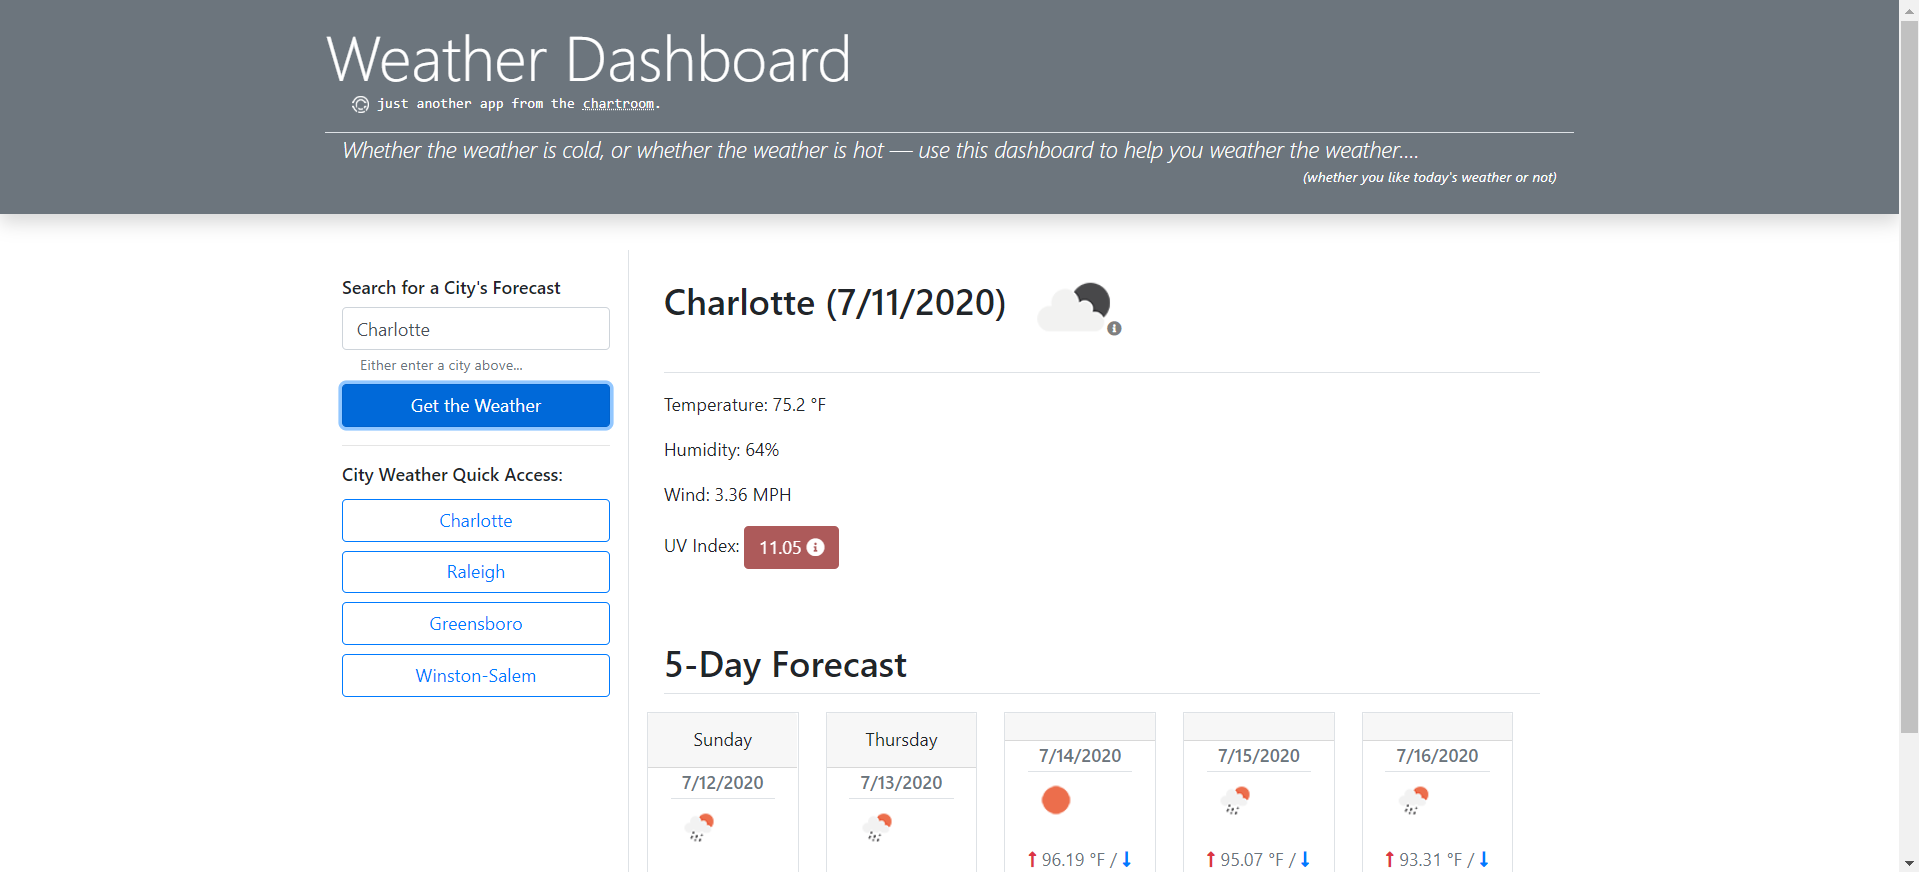 Weather Dashboard
just another app from the chartroom.
Whether the weather is cold, or whether the weather is hot — use this dashboard to help you weather the weather....
(whether you like today's weather or not)
Search for a City's Forecast
Charlotte
Either enter a city above...
Get the Weather
City Weather Quick Access:
Charlotte
Raleigh
Greensboro
Winston-Salem
Charlotte (7/11/2020)
Temperature: 75.2 °F
Humidity: 64%
Wind: 3.36 MPH
UV Index: 11.05
5-Day Forecast
Sunday
7/12/2020
Thursday
7/13/2020
7/14/2020
96.19 °F /
7/15/2020
95.07 °F /
7/16/2020
93.31 °F /